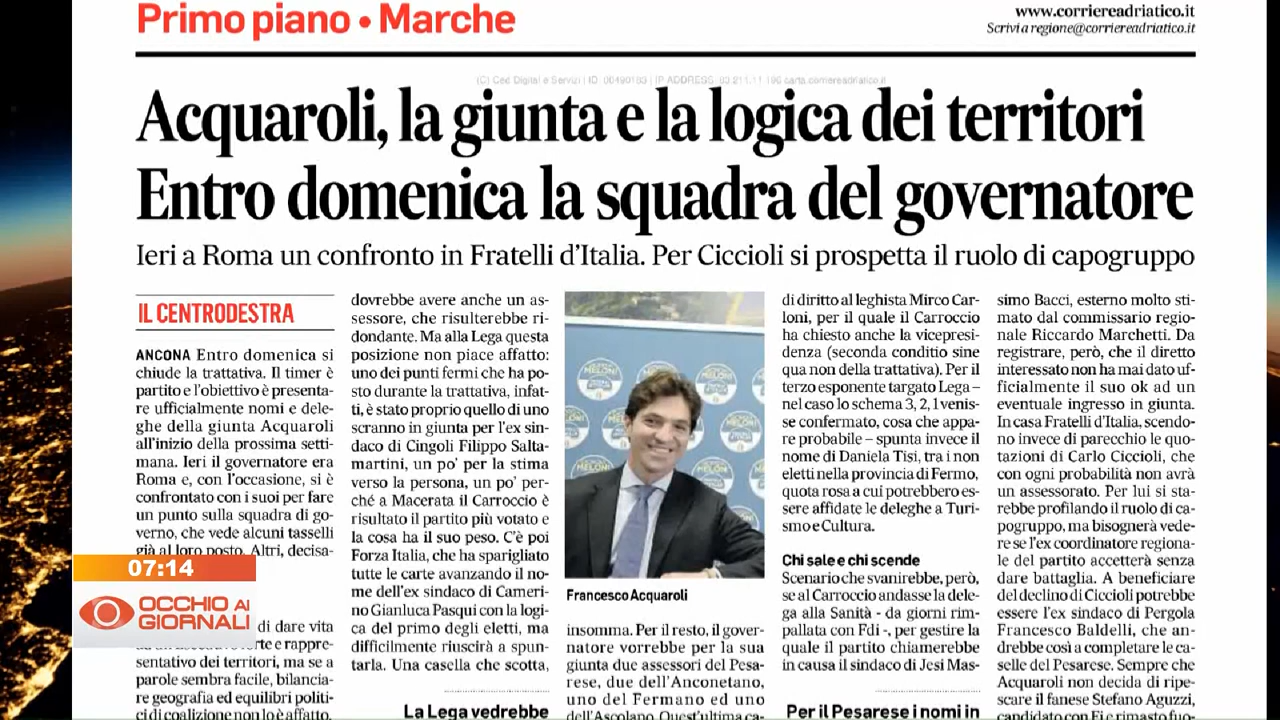 Primo piano • Marche
www.corriereadriatico.it
Scrivi a regione@corriereadriatico.it
Acquaroli, la giunta e la logica dei territori
Entro domenica la squadra del governatore
Ieri a Roma un confronto in Fratelli d'Italia. Per Ciccioli si prospetta il ruolo di capogruppo
IL CENTRODESTRA
ANCONA Entro domenica si
chiude la trattativa. Il timer è
partito e l'obiettivo è presenta-
re ufficialmente nomi e dele-
ghe della giunta Acquaroli
all'inizio della prossima setti-
mana. Ieri il governatore era
Roma e, con l'occasione, si è
confrontato con i suoi per fare
un punto sulla squadra di go-
verno, che vede alcuni tasselli
già al loro posto. Altri, decisa-
di dare vita
e rappre-
sentativo dei territori, ma se a
parole sembra facile, bilancia-
re geografia ed equilibri politi-
ci di coalizione non lo è affatto.
dovrebbe avere anche un as-
sessore, che risulterebbe ri-
dondante. Ma alla Lega questa
posizione non piace affatto:
uno dei punti fermi che ha po-
sto durante la trattativa, infat-
ti, è stato proprio quello di uno
scranno in giunta per l'ex sin-
daco di Cingoli Filippo Salta-
martini, un po' per la stima
verso la persona, un po' per-
ché a Macerata il Carroccio è
risultato il partito più votato e
la cosa ha il suo peso. C'è poi
Forza Italia, che ha sparigliato
tutte le carte avanzando il no-
me dell'ex sindaco di Cameri-
no Gianluca Pasqui con la logi-
ca del primo degli eletti, ma
difficilmente riuscirà a spun-
tarla. Una casella che scotta,
La Lega vedrebbe
Francesco Acquaroli
insomma. Per il resto, il gover-
natore vorrebbe per la sua
giunta due assessori del Pesa-
rese, due dell'Anconetano,
uno del Fermano ed uno
dell'Ascolano. Quest'ultima ca-
di diritto al leghista Mirco Car-
loni, per il quale il Carroccio
ha chiesto anche la vicepresi-
denza (seconda conditio sine
qua non della trattativa). Per il
terzo esponente targato Lega –
nel caso lo schema 3, 2, 1 venis-
se confermato, cosa che appa-
re probabile – spunta invece il
nome di Daniela Tisi, tra i non
eletti nella provincia di Fermo,
quota rosa a cui potrebbero es-
sere affidate le deleghe a Turi-
smo e Cultura.
Chi sale e chi scende
Scenario che svanirebbe, però,
se al Carroccio andasse la dele-
ga alla Sanità - da giorni rim-
pallata con Fdi -, per gestire la
quale il partito chiamerebbe
in causa il sindaco di Jesi Mas-
Per il Pesarese i nomi in
simo Bacci, esterno molto sti-
mato dal commissario regio-
nale Riccardo Marchetti. Da
registrare, però, che il diretto
interessato non ha mai dato uf-
ficialmente il suo ok ad un
eventuale ingresso in giunta.
In casa Fratelli d'Italia, scendo-
no invece di parecchio le quo-
tazioni di Carlo Ciccioli, che
con ogni probabilità non avrà
un assessorato. Per lui si sta-
rebbe profilando il ruolo di ca-
pogruppo, ma bisognerà vede-
re se l'ex coordinatore regiona-
le del partito accetterà senza
dare battaglia. A beneficiare
del declino di Ciccioli potrebbe
essere l'ex sindaco di Pergola
Francesco Baldelli, che an-
drebbe così a completare le ca-
selle del Pesarese. Sempre che
Acquaroli non decida di ripe-
scare il fanese Stefano Aguzzi,
candidato con Fi e rimasto fuo-
07:14
OCCHIO AI
GIORNALI